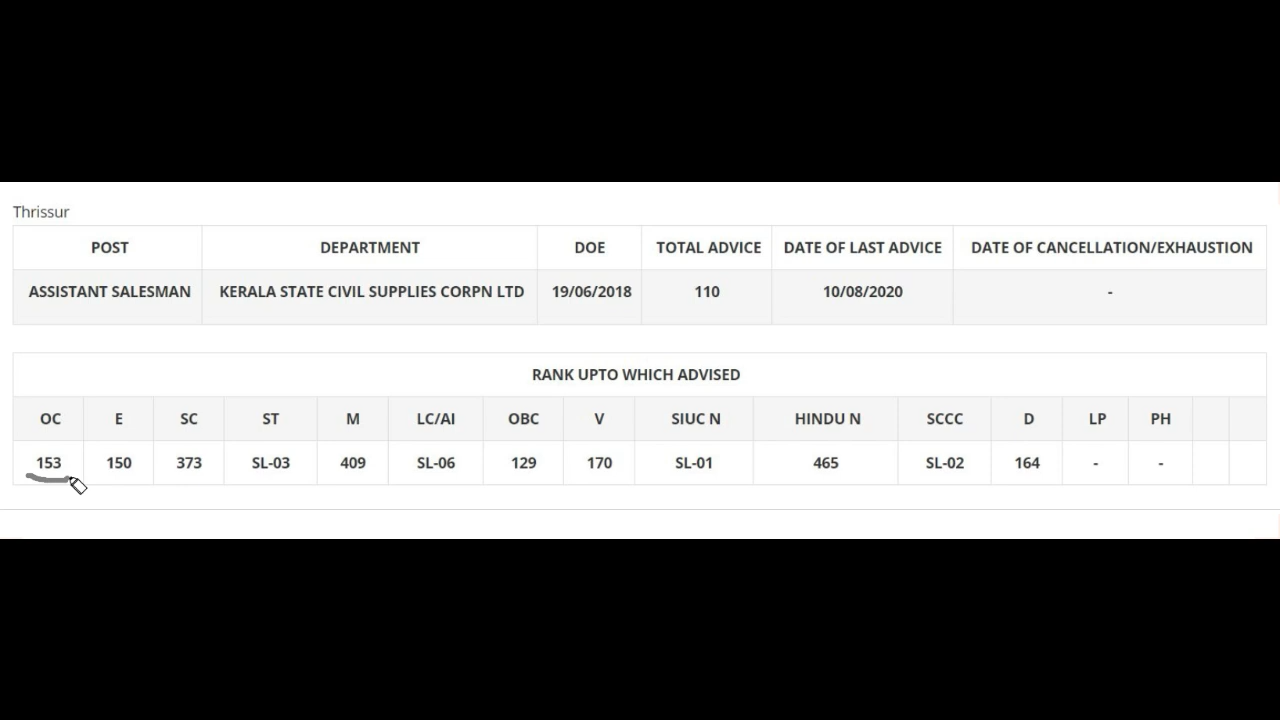 Thrissur
POST DEPARTMENT DOE TOTAL ADVICE DATE OF LAST ADVICE DATE OF CANCELLATION/EXHAUSTION
ASSISTANT SALESMAN KERALA STATE CIVIL SUPPLIES CORPN LTD 19/06/2018 110 10/08/2020 -
RANK UPTO WHICH ADVISED
OC E SC ST M LC/AI OBC V SIUC N HINDU N SCCC D LP PH
153 150 373 SL-03 409 SL-06 129 170 SL-01 465 SL-02 164 - -